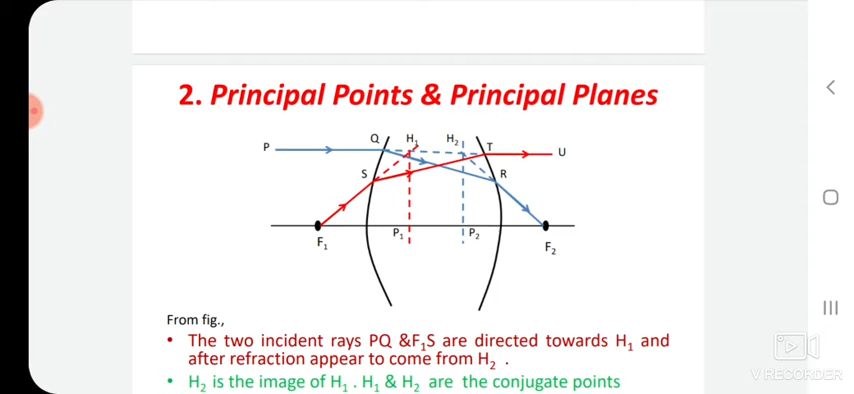 2. Principal Points & Principal Planes
P Q H1 H2 T U
S R
F1 P1 P2 F2
From fig.,
• The two incident rays PQ &F1S are directed towards H1 and
after refraction appear to come from H2 .
• H2 is the image of H1 . H1 & H2 are the conjugate points
V RECORDER